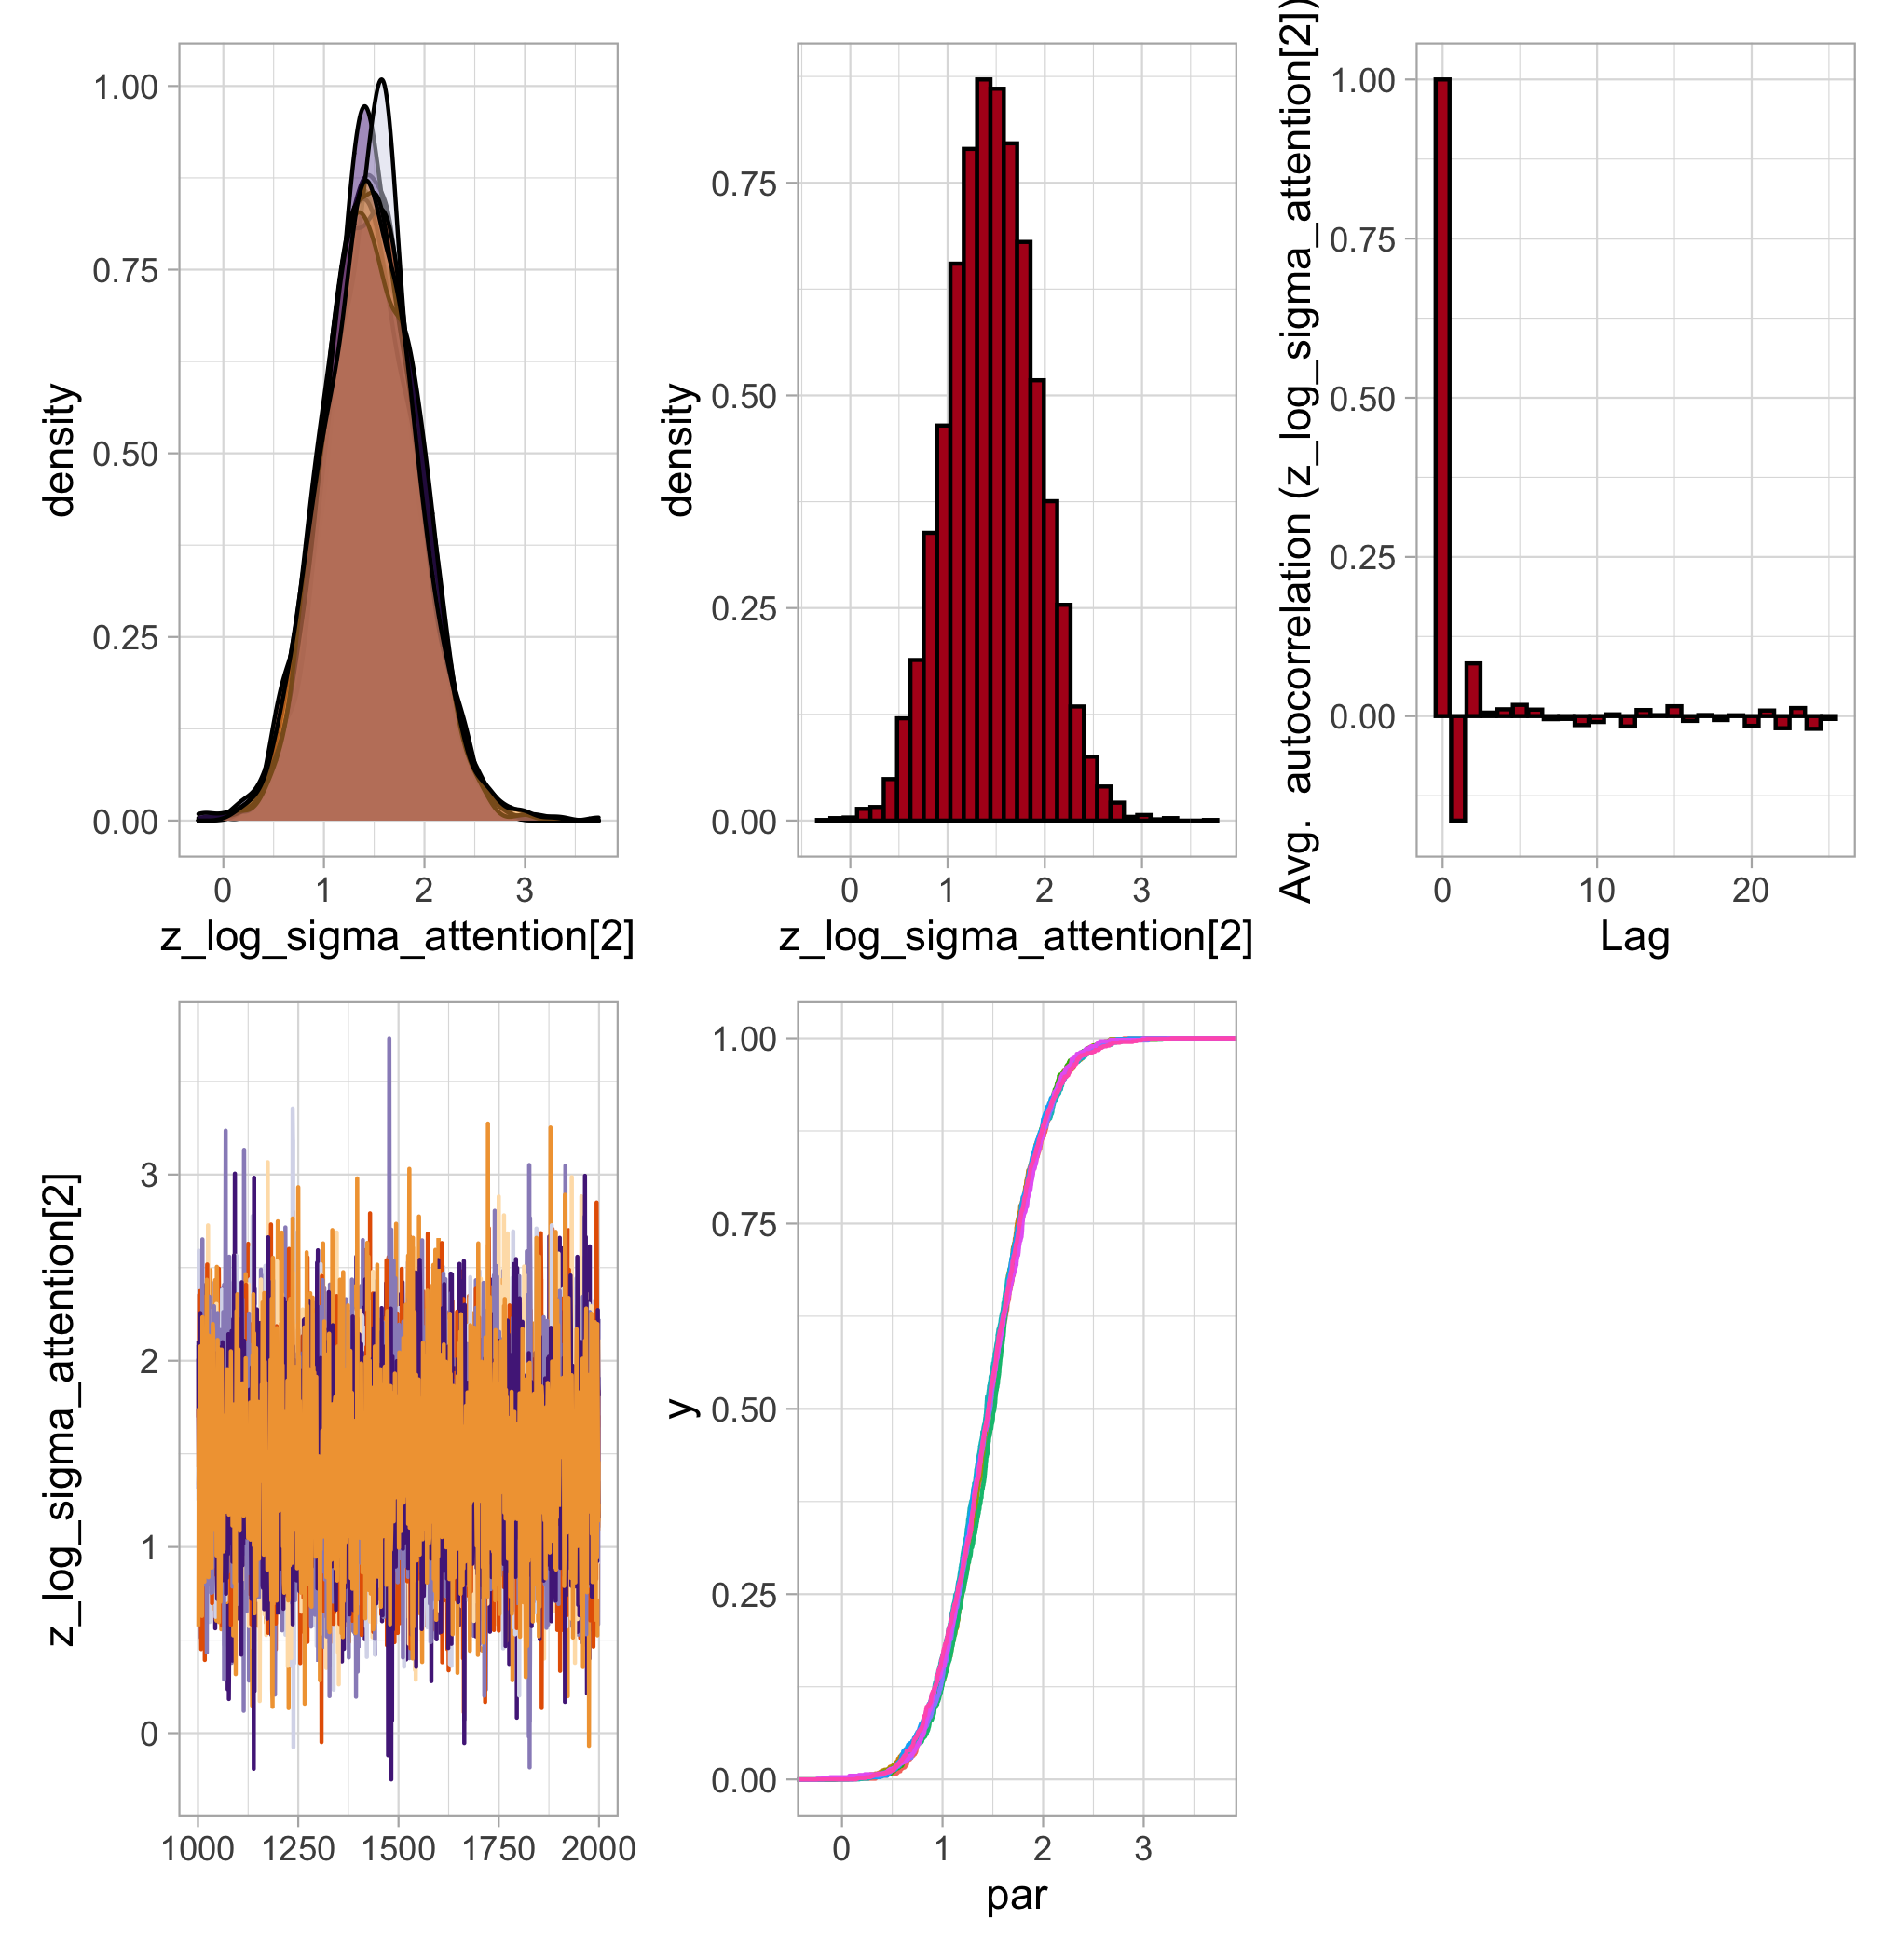 density
1.00
0.75
0.50
0.25
0.00
0 1 2 3
z_log_sigma_attention[2]
density
0.75
0.50
0.25
0.00
0 1 2 3
z_log_sigma_attention[2]
Avg. autocorrelation (z_log_sigma_attention[2])
1.00
0.75
0.50
0.25
0.00
0 10 20
Lag
z_log_sigma_attention[2]
3
2
1
0
1000 1250 1500 1750 2000
y
1.00
0.75
0.50
0.25
0.00
0 1 2 3
par